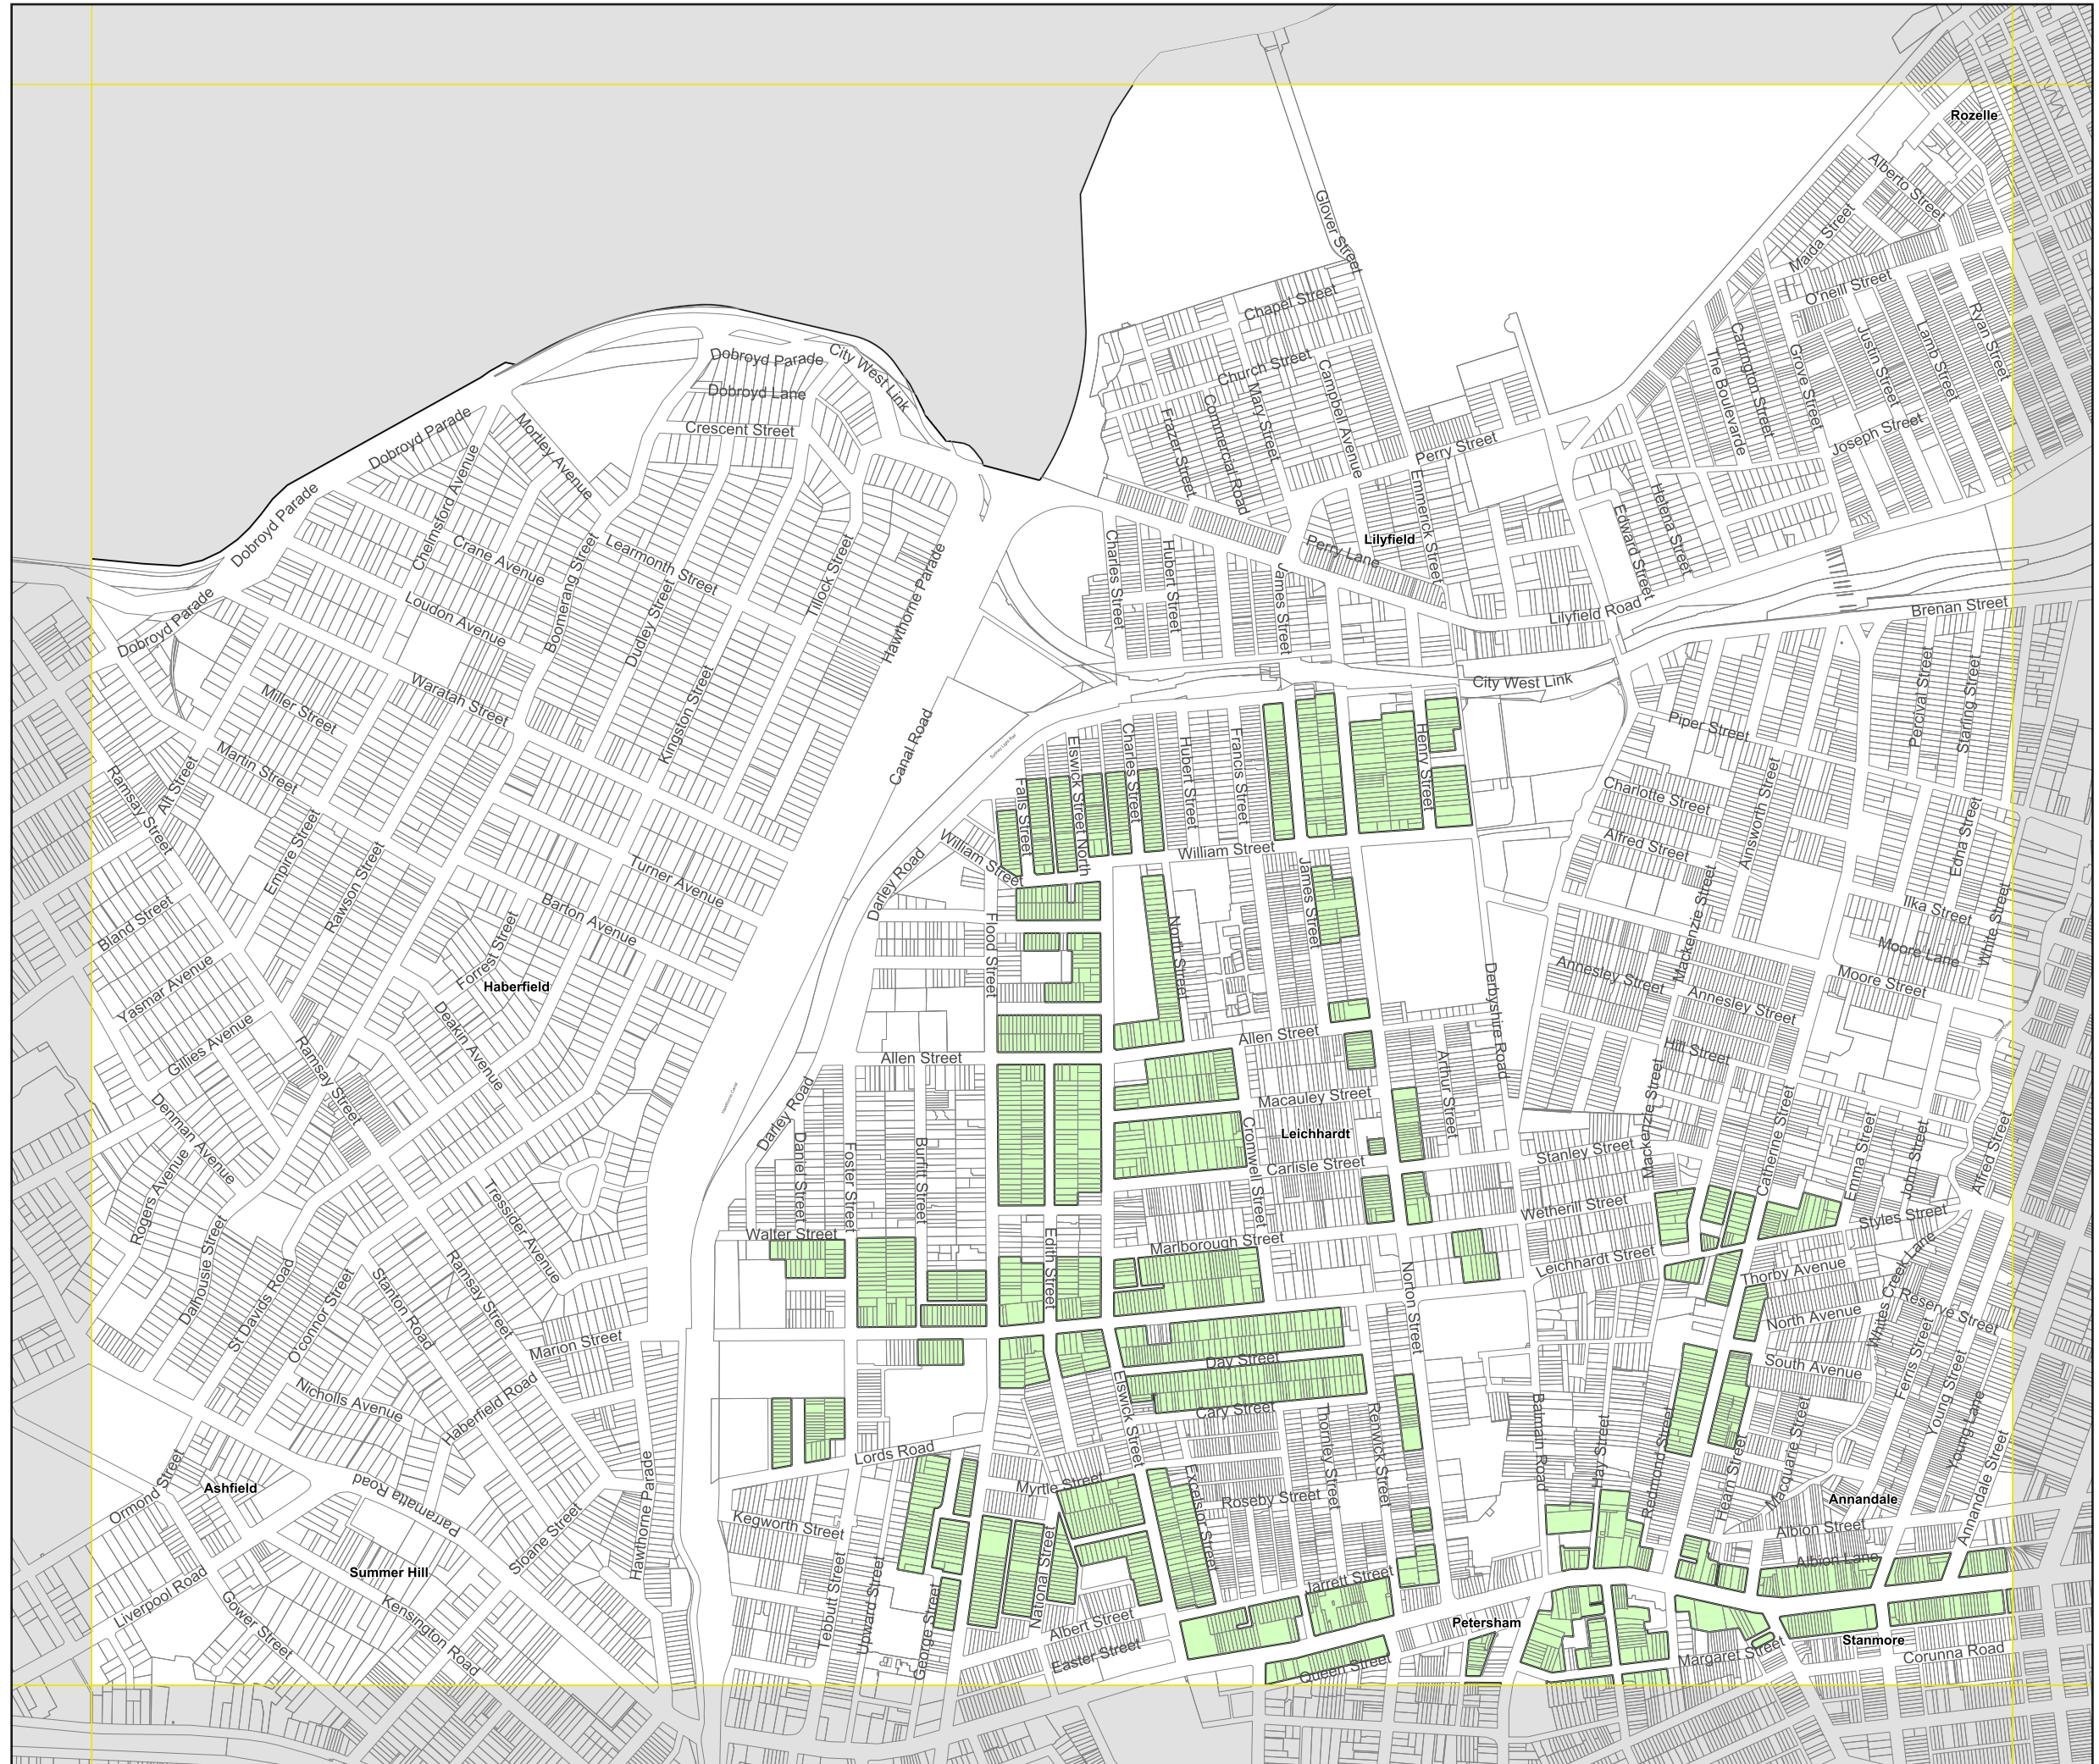 Rozelle
Alberto Street
Maida Street
O'neill Street
Glover Street
Chapel Street
Church Street
Carrington Street
The Boulevarde
Grove Street
Justin Street
Lamb Street
Ryan Street
Dobroyd Parade
City West Link
Dobroyd Lane
Crescent Street
Mortley Avenue
Dobroyd Parade
Chelmsford Avenue
Frazer Street
Commercial Road
Mary Street
Campbell Avenue
Perry Street
Joseph Street
Emmerick Street
Helena Street
Edward Street
Dobroyd Parade
Crane Avenue
Learmonth Street
Boomerang Street
Tillock Street
Hawthorne Parade
Charles Street
Hubert Street
James Street
Perry Lane
Lilyfield
Lilyfield Road
Brenan Street
Dobroyd Parade
Loudon Avenue
Dudley Street
Waratah Street
Miller Street
Kingston Street
City West Link
Piper Street
Percival Street
Starling Street
Martin Street
Canal Road
Sydney Light Rail
Ramsay Street
Alt Street
Elswick Street North
Charles Street
Hubert Street
Francis Street
Henry Street
Falls Street
Charlotte Street
Ainsworth Street
Alfred Street
Edna Street
Empire Street
Rawson Street
Turner Avenue
Barton Avenue
William Street
Darley Road
William Street
James Street
Mackenzie Street
Ilka Street
White Street
Moore Lane
Moore Street
Bland Street
Forrest Street
Haberfield
Yasmar Avenue
Gillies Avenue
Deakin Avenue
Ramsay Street
Flood Street
North Street
Derbyshire Road
Annesley Street
Annesley Street
Hill Street
Allen Street
Allen Street
Arthur Street
Macauley Street
Denman Avenue
Hawthorne Canal
Darley Road
Daniel Street
Foster Street
Burfitt Street
Cromwell Street
Leichhardt
Carlisle Street
Stanley Street
Mackenzie Street
Catherine Street
Emma Street
John Street
Alfred Street
Rogers Avenue
Dalhousie Street
Tressider Avenue
Walter Street
Edith Street
Marlborough Street
Norton Street
Wetherill Street
Leichhardt Street
Styles Street
Thorby Avenue
Whites Creek Lane
North Avenue
Reserve Street
St Davids Road
O'connor Street
Stanton Road
Ramsay Street
Marion Street
Day Street
South Avenue
Ferris Street
Young Street
Young Lane
Nicholls Avenue
Haberfield Road
Elswick Street
Cary Street
Thornley Street
Renwick Street
Balmain Road
Hay Street
Redmond Street
Hearn Street
Macquarie Street
Annandale Street
Lords Road
Ormond Street
Ashfield
Parramatta Road
Hawthorne Parade
Myrtle Street
Excelsior Street
Roseby Street
Annandale
Albion Street
Albion Lane
Kegworth Street
Sloane Street
Summer Hill
Liverpool Road
Gower Street
Kensington Road
Tebbutt Street
Upward Street
George Street
National Street
Albert Street
Easter Street
Jarrett Street
Petersham
Queen Street
Margaret Street
Stanmore
Corunna Road